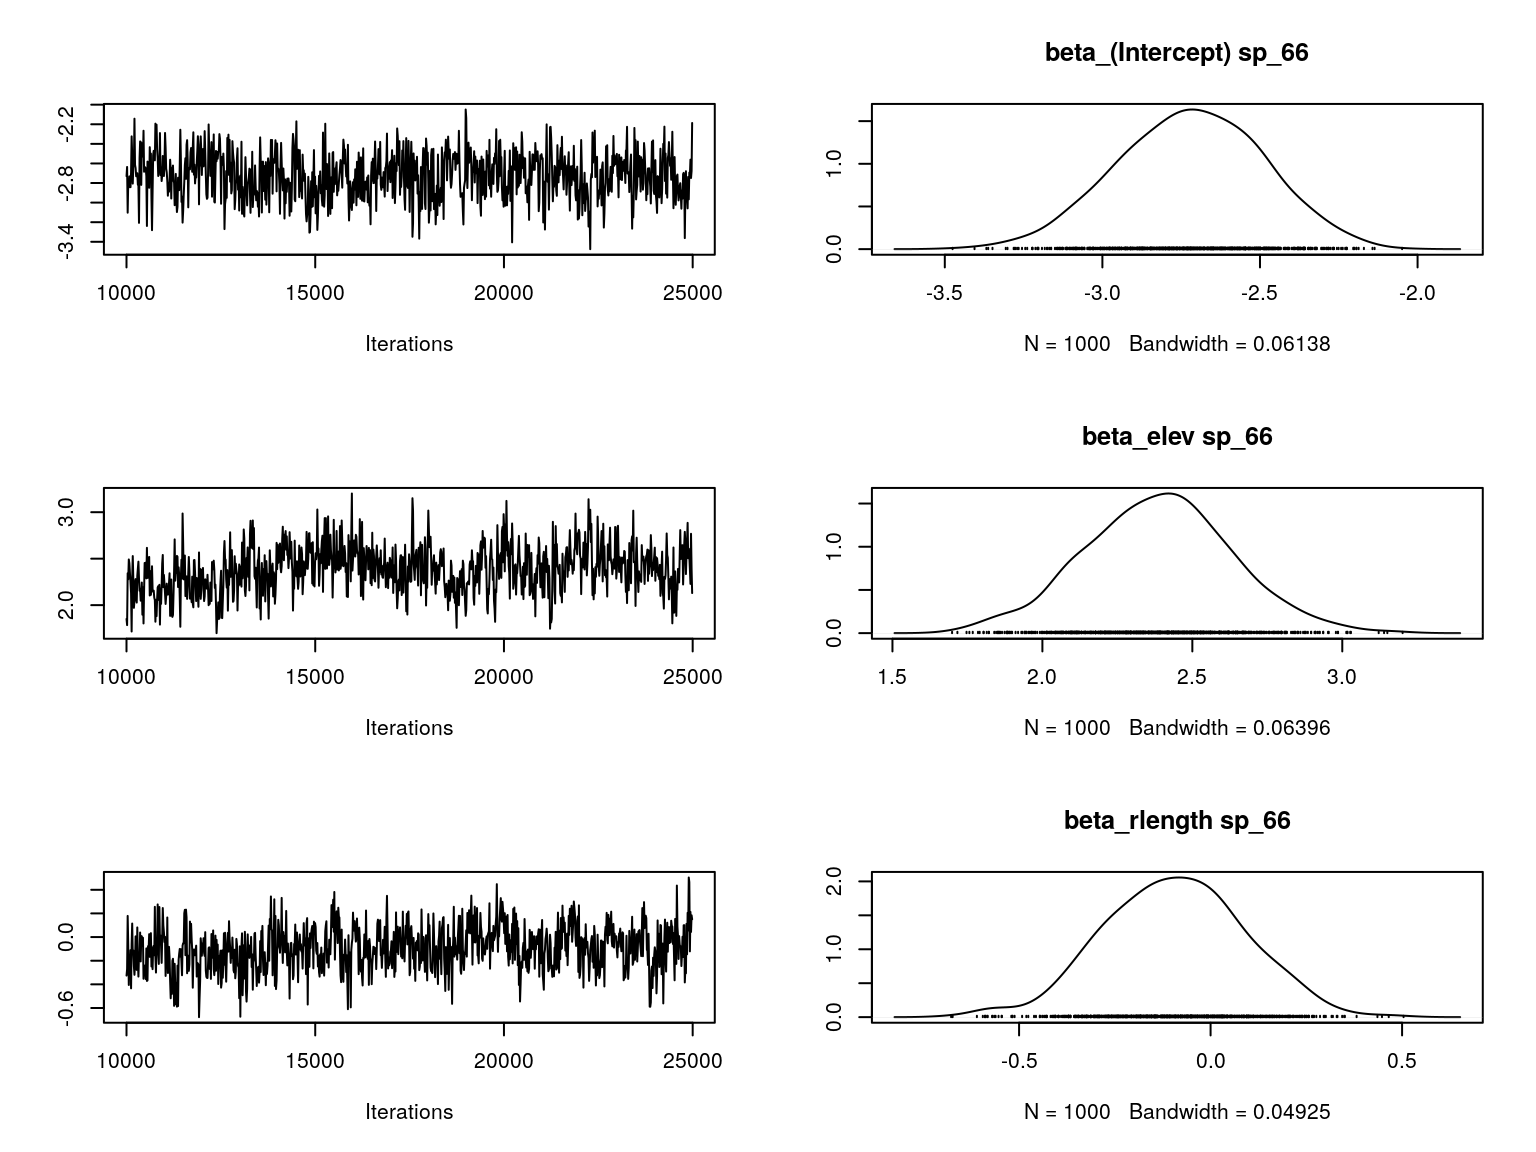 beta_(Intercept) sp_66
-3.4 -2.8 -2.2
10000 15000 20000 25000
Iterations
0.0 1.0
-3.5 -3.0 -2.5 -2.0
N = 1000 Bandwidth = 0.06138
beta_elev sp_66
2.0 3.0
10000 15000 20000 25000
Iterations
0.0 1.0
1.5 2.0 2.5 3.0
N = 1000 Bandwidth = 0.06396
beta_rlength sp_66
-0.6 0.0
10000 15000 20000 25000
Iterations
0.0 1.0 2.0
-0.5 0.0 0.5
N = 1000 Bandwidth = 0.04925